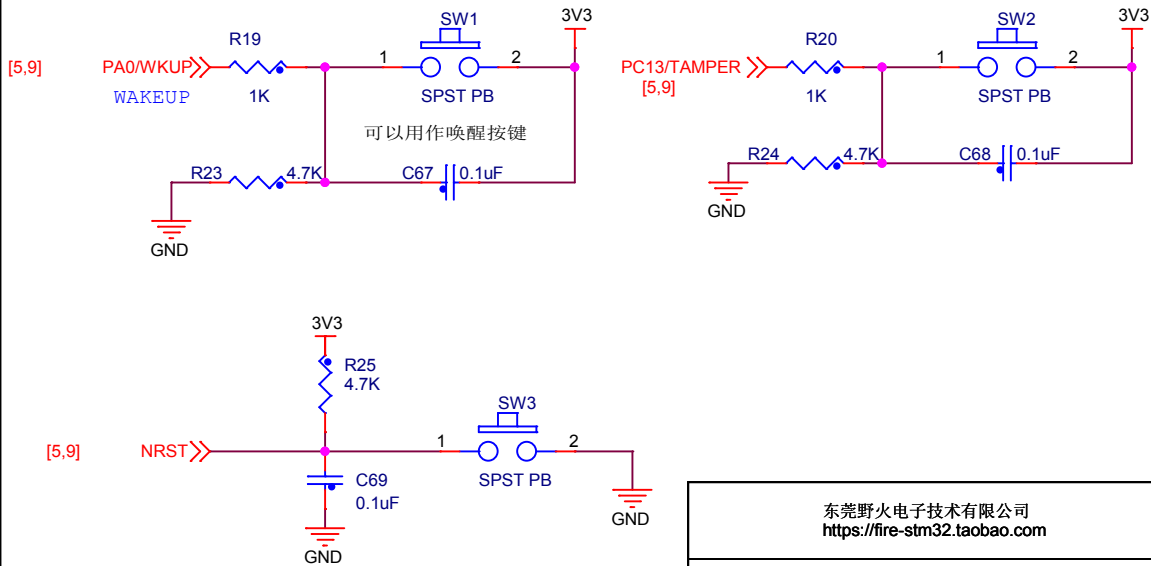 SW1
3V3
SW2
3V3
R19
R20
[5,9]
PA0/WKUP
1
2
PC13/TAMPER
1
2
WAKEUP
1K
SPST PB
[5,9]
1K
SPST PB
可以用作唤醒按键
R23
4.7K
C67
0.1uF
R24
4.7K
C68
0.1uF
GND
GND
3V3
R25
4.7K
SW3
[5,9]
NRST
1
2
C69
0.1uF
SPST PB
GND
GND
东莞野火电子技术有限公司
https://fire-stm32.taobao.com